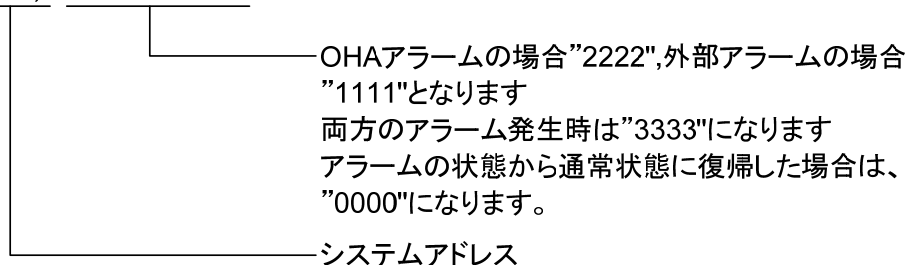 OHAアラームの場合”2222",外部アラームの場合
”1111"となります
両方のアラーム発生時は”3333"になります
アラームの状態から通常状態に復帰した場合は、
”0000"になります。
システムアドレス